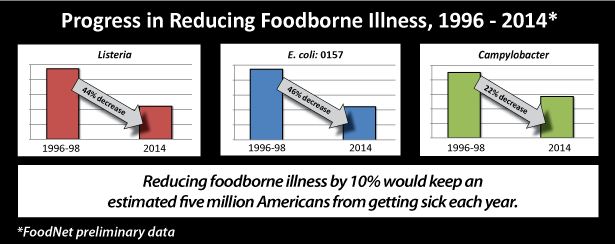 Progress in Reducing Foodborne Illness, 1996 - 2014*
Listeria
44% decrease
1996-98 2014
E. coli: 0157
46% decrease
1996-98 2014
Campylobacter
22% decrease
1996-98 2014
Reducing foodborne illness by 10% would keep an
estimated five million Americans from getting sick each year.
*FoodNet preliminary data